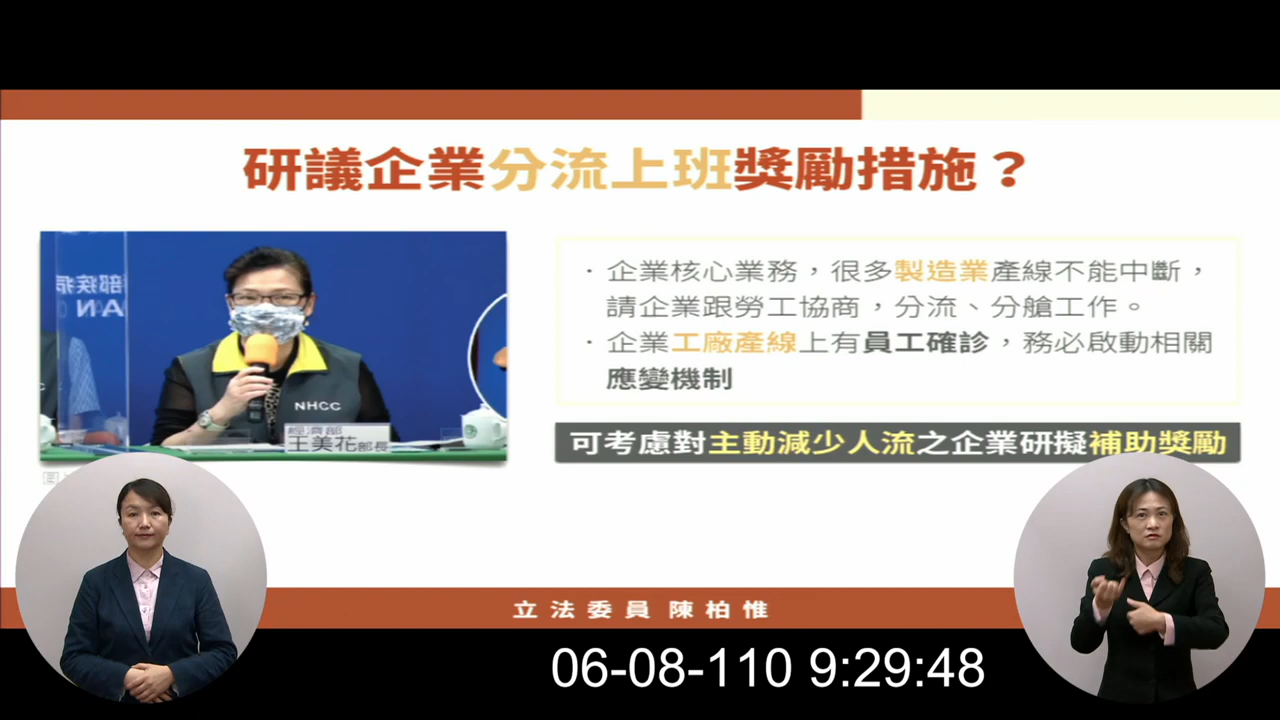 研議企業分流上班獎勵措施？
部疾病
AN
NHCC
經濟部
王美花部長
· 企業核心業務，很多製造業產線不能中斷，
請企業跟勞工協商，分流、分艙工作。
· 企業工廠產線上有員工確診，務必啟動相關
應變機制
可考慮對主動減少人流之企業研擬補助獎勵
立法委員 陳柏惟
06-08-110 9:29:48